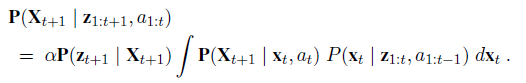 P(X_{t+1} | z_{1:t+1}, a_{1:t})
= αP(z_{t+1} | X_{t+1}) ∫ P(X_{t+1} | x_t, a_t) P(x_t | z_{1:t}, a_{1:t−1}) dx_t .